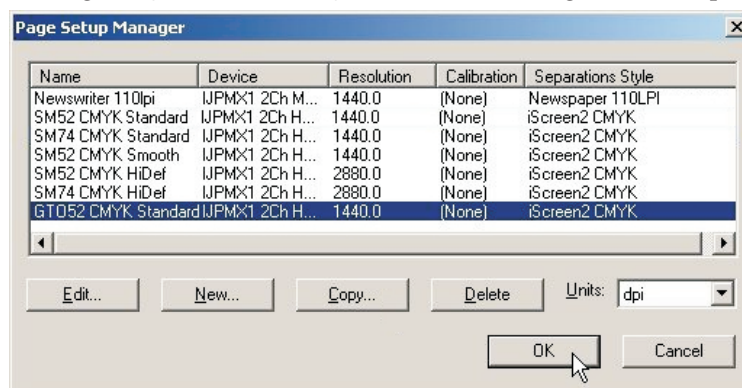 Page Setup Manager
Name Device Resolution Calibration Separations Style
Newswriter 110lpi IJPMX1 2Ch M... 1440.0 (None) Newspaper 110LPI
SM52 CMYK Standard IJPMX1 2Ch H... 1440.0 (None) iScreen2 CMYK
SM74 CMYK Standard IJPMX1 2Ch H... 1440.0 (None) iScreen2 CMYK
SM52 CMYK Smooth IJPMX1 2Ch H... 1440.0 (None) iScreen2 CMYK
SM52 CMYK HiDef IJPMX1 2Ch H... 2880.0 (None) iScreen2 CMYK
SM74 CMYK HiDef IJPMX1 2Ch H... 2880.0 (None) iScreen2 CMYK
GTO52 CMYK Standard IJPMX1 2Ch H... 1440.0 (None) iScreen2 CMYK
Edit... New... Copy... Delete Units: dpi
OK Cancel